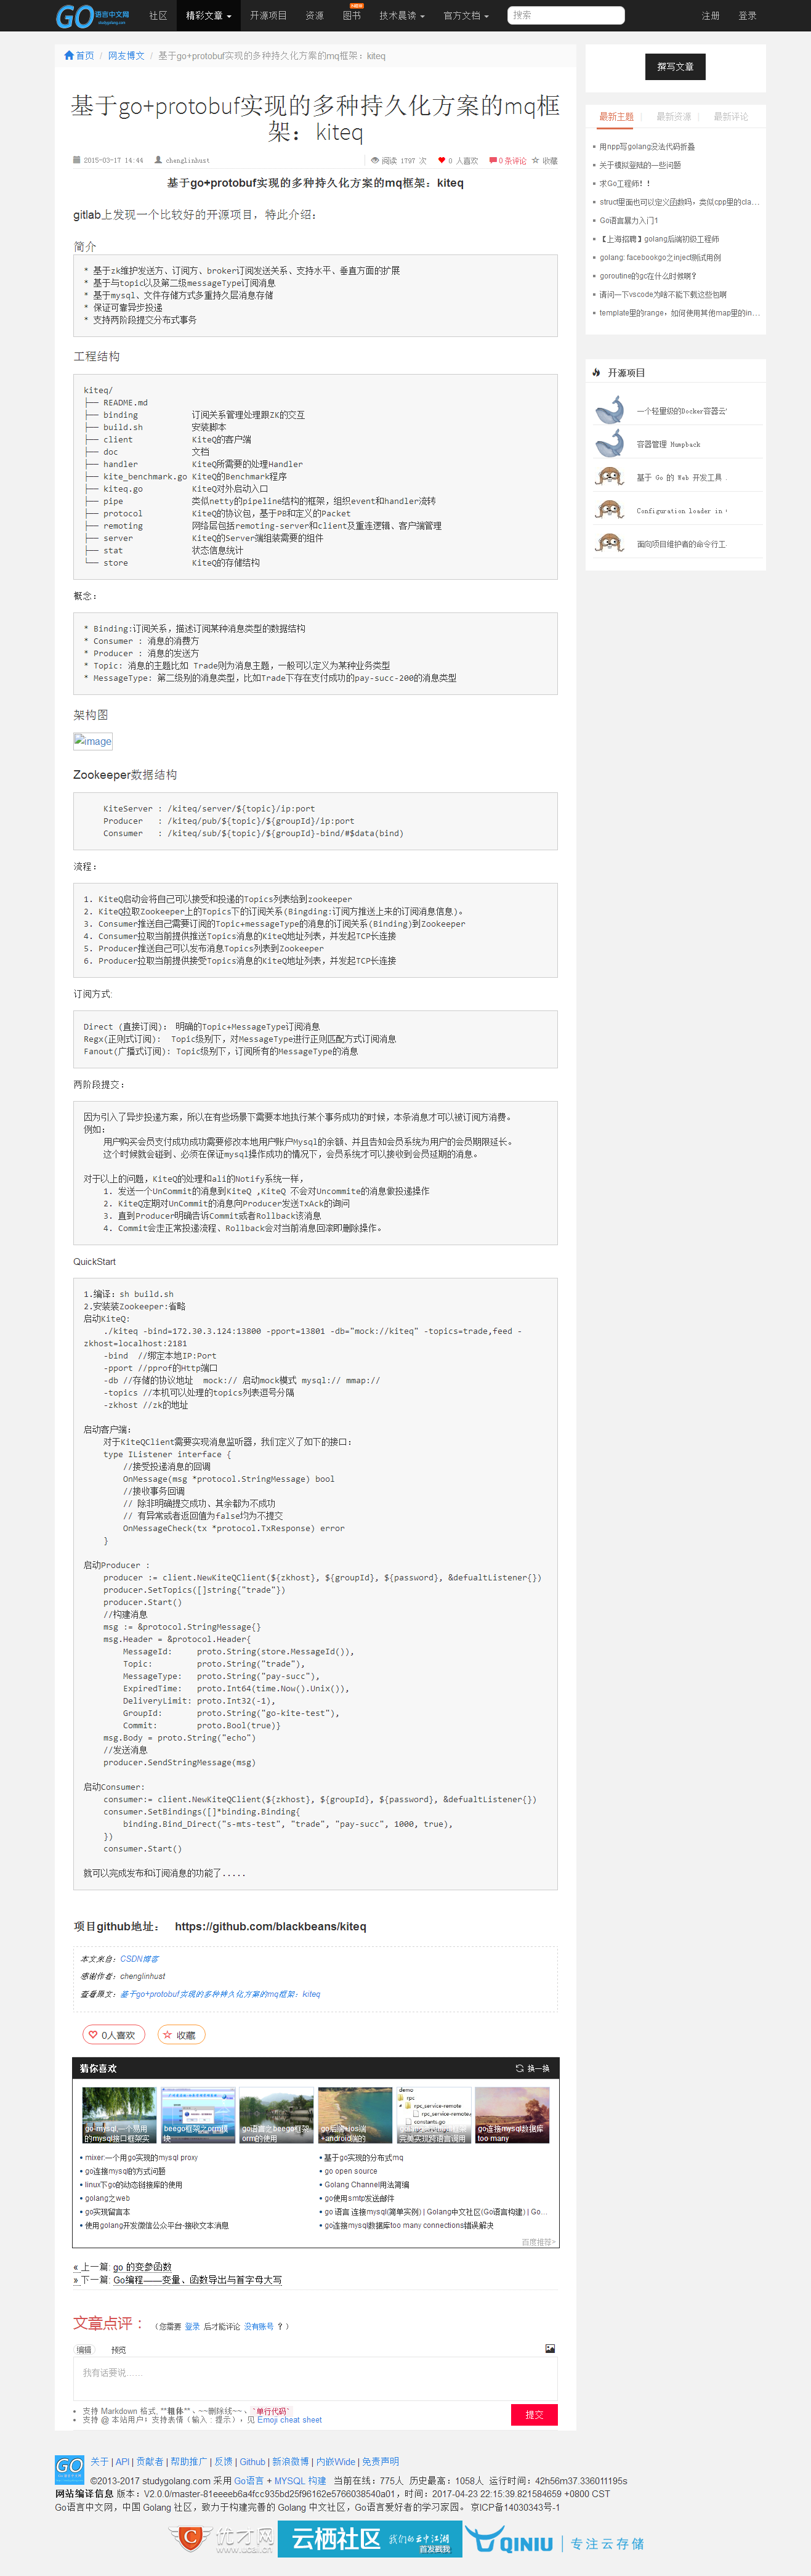 GO语言中文网 社区 精彩文章 开源项目 资源 图书 技术晨读 官方文档 搜索 注册 登录
首页 / 网友博文 / 基于go+protobuf实现的多种持久化方案的mq框架：kiteq
基于go+protobuf实现的多种持久化方案的mq框
架：kiteq
2015-03-17 14:44 chenglinhust 阅读 1797 次 0 人喜欢 0 条评论 收藏
基于go+protobuf实现的多种持久化方案的mq框架：kiteq
gitlab上发现一个比较好的开源项目，特此介绍：
简介
* 基于zk维护发送方、订阅方、broker订阅发送关系、支持水平、垂直方面的扩展
* 基于与topic以及第二级messageType订阅消息
* 基于mysql、文件存储方式多重持久层消息存储
* 保证可靠异步投递
* 支持两阶段提交分布式事务
工程结构
kiteq/
├── README.md
├── binding 订阅关系管理处理跟ZK的交互
├── build.sh 安装脚本
├── client KiteQ的客户端
├── doc 文档
├── handler KiteQ所需要的处理Handler
├── kite_benchmark.go KiteQ的Benchmark程序
├── kiteq.go KiteQ对外启动入口
├── pipe 类似netty的pipeline结构的框架，组织event和handler流转
├── protocol KiteQ的协议包，基于PB和定义的Packet
├── remoting 网络层包括remoting-server和client及重连逻辑、客户端管理
├── server KiteQ的Server端组装需要的组件
├── stat 状态信息统计
└── store KiteQ的存储结构
概念：
* Binding:订阅关系，描述订阅某种消息类型的数据结构
* Consumer : 消息的消费方
* Producer : 消息的发送方
* Topic: 消息的主题比如 Trade则为消息主题，一般可以定义为某种业务类型
* MessageType: 第二级别的消息类型，比如Trade下存在支付成功的pay-succ-200的消息类型
架构图
image
Zookeeper数据结构
KiteServer : /kiteq/server/${topic}/ip:port
Producer : /kiteq/pub/${topic}/${groupId}/ip:port
Consumer : /kiteq/sub/${topic}/${groupId}-bind/#$data(bind)
流程：
1. KiteQ启动会将自己可以接受和投递的Topics列表给到zookeeper
2. KiteQ拉取Zookeeper上的Topics下的订阅关系(Bingding:订阅方推送上来的订阅消息信息)。
3. Consumer推送自己需要订阅的Topic+messageType的消息的订阅关系(Binding)到Zookeeper
4. Consumer拉取当前提供推送Topics消息的KiteQ地址列表，并发起TCP长连接
5. Producer推送自己可以发布消息Topics列表到Zookeeper
6. Producer拉取当前提供接受Topics消息的KiteQ地址列表，并发起TCP长连接
订阅方式:
Direct (直接订阅)： 明确的Topic+MessageType订阅消息
Regx(正则式订阅)： Topic级别下，对MessageType进行正则匹配方式订阅消息
Fanout(广播式订阅)：Topic级别下，订阅所有的MessageType的消息
两阶段提交：
因为引入了异步投递方案，所以在有些场景下需要本地执行某个事务成功的时候，本条消息才可以被订阅方消费。
例如：
用户购买会员支付成功成功需要修改本地用户账户Mysql的余额、并且告知会员系统为用户的会员期限延长。
这个时候就会碰到、必须在保证mysql操作成功的情况下，会员系统才可以接收到会员延期的消息。
对于以上的问题，KiteQ的处理和ali的Notify系统一样，
1. 发送一个UnCommit的消息到KiteQ ,KiteQ 不会对Uncommite的消息做投递操作
2. KiteQ定期对UnCommit的消息向Producer发送TxAck的询问
3. 直到Producer明确告诉Commit或者Rollback该消息
4. Commit会走正常投递流程、Rollback会对当前消息回滚即删除操作。
QuickStart
1.编译：sh build.sh
2.安装装Zookeeper:省略
启动KiteQ:
./kiteq -bind=172.30.3.124:13800 -pport=13801 -db="mock://kiteq" -topics=trade,feed -
zkhost=localhost:2181
-bind //绑定本地IP:Port
-pport //pprof的Http端口
-db //存储的协议地址 mock:// 启动mock模式 mysql:// mmap://
-topics //本机可以处理的topics列表逗号分隔
-zkhost //zk的地址
启动客户端：
对于KiteQClient需要实现消息监听器，我们定义了如下的接口：
type IListener interface {
//接受投递消息的回调
OnMessage(msg *protocol.StringMessage) bool
//接收事务回调
// 除非明确提交成功、其余都为不成功
// 有异常或者返回值为false均为不提交
OnMessageCheck(tx *protocol.TxResponse) error
}
启动Producer :
producer := client.NewKiteQClient(${zkhost}, ${groupId}, ${password}, &defualtListener{})
producer.SetTopics([]string{"trade"})
producer.Start()
//构建消息
msg := &protocol.StringMessage{}
msg.Header = &protocol.Header{
MessageId: proto.String(store.MessageId()),
Topic: proto.String("trade"),
MessageType: proto.String("pay-succ"),
ExpiredTime: proto.Int64(time.Now().Unix()),
DeliveryLimit: proto.Int32(-1),
GroupId: proto.String("go-kite-test"),
Commit: proto.Bool(true)}
msg.Body = proto.String("echo")
//发送消息
producer.SendStringMessage(msg)
启动Consumer:
consumer:= client.NewKiteQClient(${zkhost}, ${groupId}, ${password}, &defualtListener{})
consumer.SetBindings([]*binding.Binding{
binding.Bind_Direct("s-mts-test", "trade", "pay-succ", 1000, true),
})
consumer.Start()
就可以完成发布和订阅消息的功能了.....
项目github地址： https://github.com/blackbeans/kiteq
本文来自：CSDN博客
感谢作者：chenglinhust
查看原文：基于go+protobuf实现的多种持久化方案的mq框架：kiteq
0人喜欢 收藏
猜你喜欢 换一换
go-mysql,一个易用
的mysql接口框架实
beego框架之orm模
块
go语言之beego框架
orm的使用
go后端+ios端
+android端的
demo
rpc
rpc_service-remote
rpc_service-remote
constants.go
完美实现跨语言调用
go连接mysql数据库
too many
mixer:一个用go实现的mysql proxy
基于go实现的分布式mq
go连接mysql的方式问题
go open source
linux下go的动态链接库的使用
Golang Channel用法简编
golang之web
go使用smtp发送邮件
go实现留言本
go 语言 连接mysql(简单实例) | Golang中文社区(Go语言构建) | Go...
使用golang开发微信公众平台-接收文本消息
go连接mysql数据库too many connections错误解决
百度推荐>
« 上一篇: go 的变参函数
» 下一篇: Go编程——变量、函数导出与首字母大写
文章点评： （您需要 登录 后才能评论 没有账号 ？）
编辑 预览
我有话要说.......
支持 Markdown 格式, **粗体**、~~删除线~~、`单行代码`
支持 @ 本站用户；支持表情（输入 : 提示），见 Emoji cheat sheet
提交
撰写文章
最新主题 最新资源 最新评论
用npp写golang没法代码折叠
关于模拟登陆的一些问题
求Go工程师！！
struct里面也可以定义函数吗，类似cpp里的cla...
Go语言暴力入门1
【上海招聘】golang后端初级工程师
golang: facebookgo之inject测试用例
goroutine的gc在什么时候啊？
请问一下vscode为啥不能下载这些包啊
template里的range，如何使用其他map里的in...
开源项目
一个轻量级的Docker容器云
容器管理 Humpback
基于 Go 的 Web 开发工具
Configuration loader in
面向项目维护者的命令行工
关于 | API | 贡献者 | 帮助推广 | 反馈 | Github | 新浪微博 | 内嵌Wide | 免责声明
©2013-2017 studygolang.com 采用 Go语言 + MYSQL 构建 当前在线：775人 历史最高：1058人 运行时间：42h56m37.336011195s
网站编译信息 版本：V2.0.0/master-81eeeeb6a4fcc935bd25f96162e5766038540a01，时间：2017-04-23 22:15:39.821584659 +0800 CST
Go语言中文网，中国 Golang 社区，致力于构建完善的 Golang 中文社区，Go语言爱好者的学习家园。 京ICP备14030343号-1
优才网 www.ucai.cn 云栖社区 我们的云中江湖 首发集我 QINIU 专注云存储